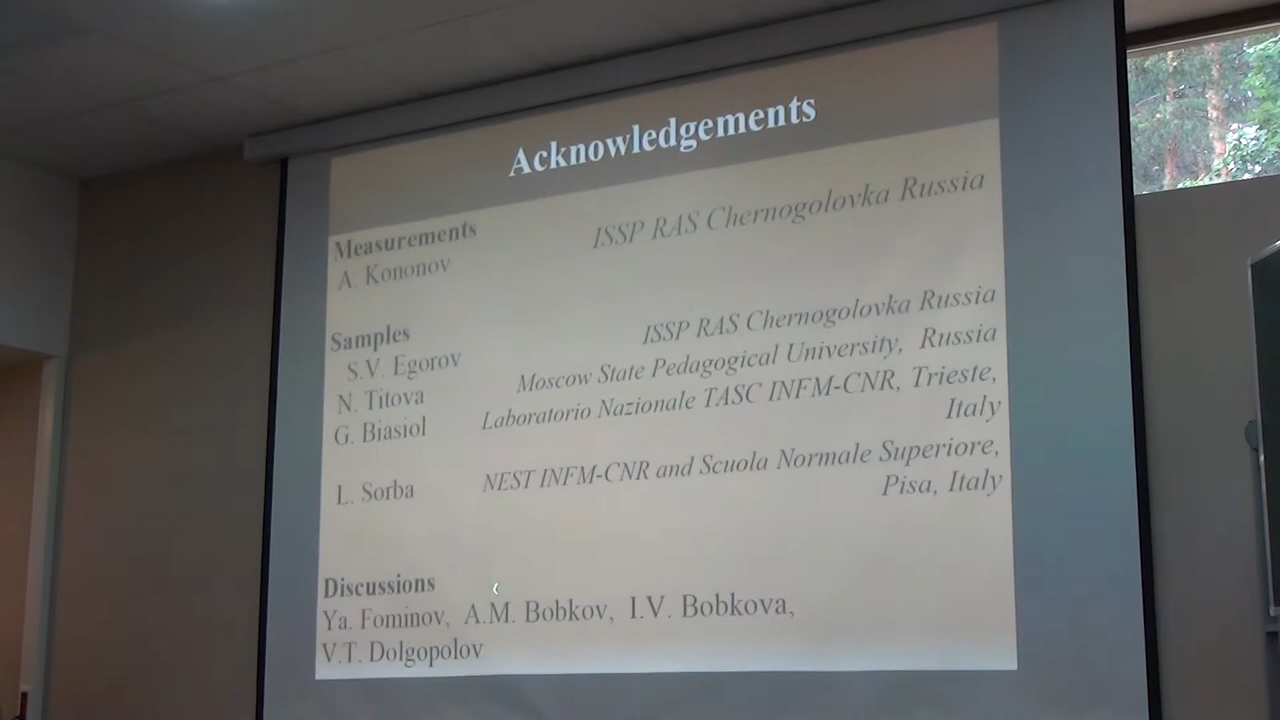 Acknowledgements
Measurements ISSP RAS Chernogolovka Russia
A. Kononov
Samples
S.V. Egorov ISSP RAS Chernogolovka Russia
N. Titova Moscow State Pedagogical University, Russia
G. Biasiol Laboratorio Nazionale TASC INFM-CNR, Trieste,
Italy
L. Sorba NEST INFM-CNR and Scuola Normale Superiore,
Pisa, Italy
Discussions
Ya. Fominov, A.M. Bobkov, I.V. Bobkova,
V.T. Dolgopolov